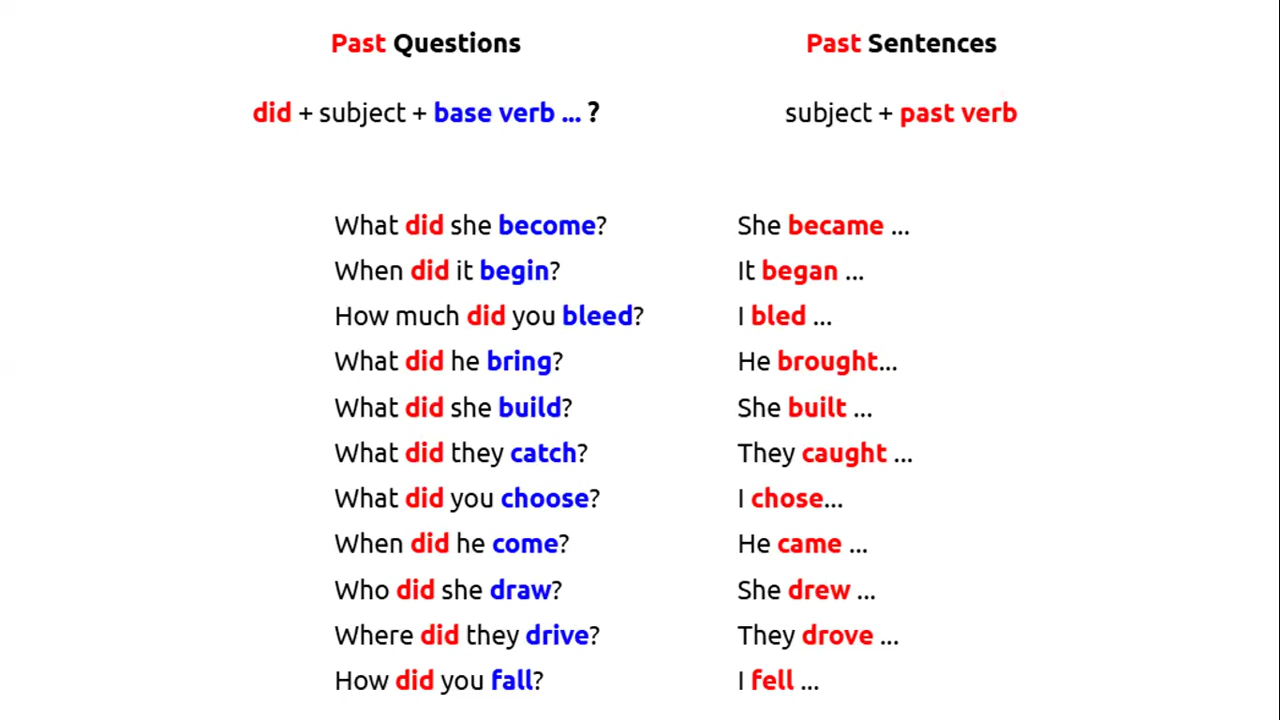 Past Questions
Past Sentences
did + subject + base verb ... ?
subject + past verb
What did she become?
She became ...
When did it begin?
It began ...
How much did you bleed?
I bled ...
What did he bring?
He brought...
What did she build?
She built ...
What did they catch?
They caught ...
What did you choose?
I chose...
When did he come?
He came ...
Who did she draw?
She drew ...
Where did they drive?
They drove ...
How did you fall?
I fell ...